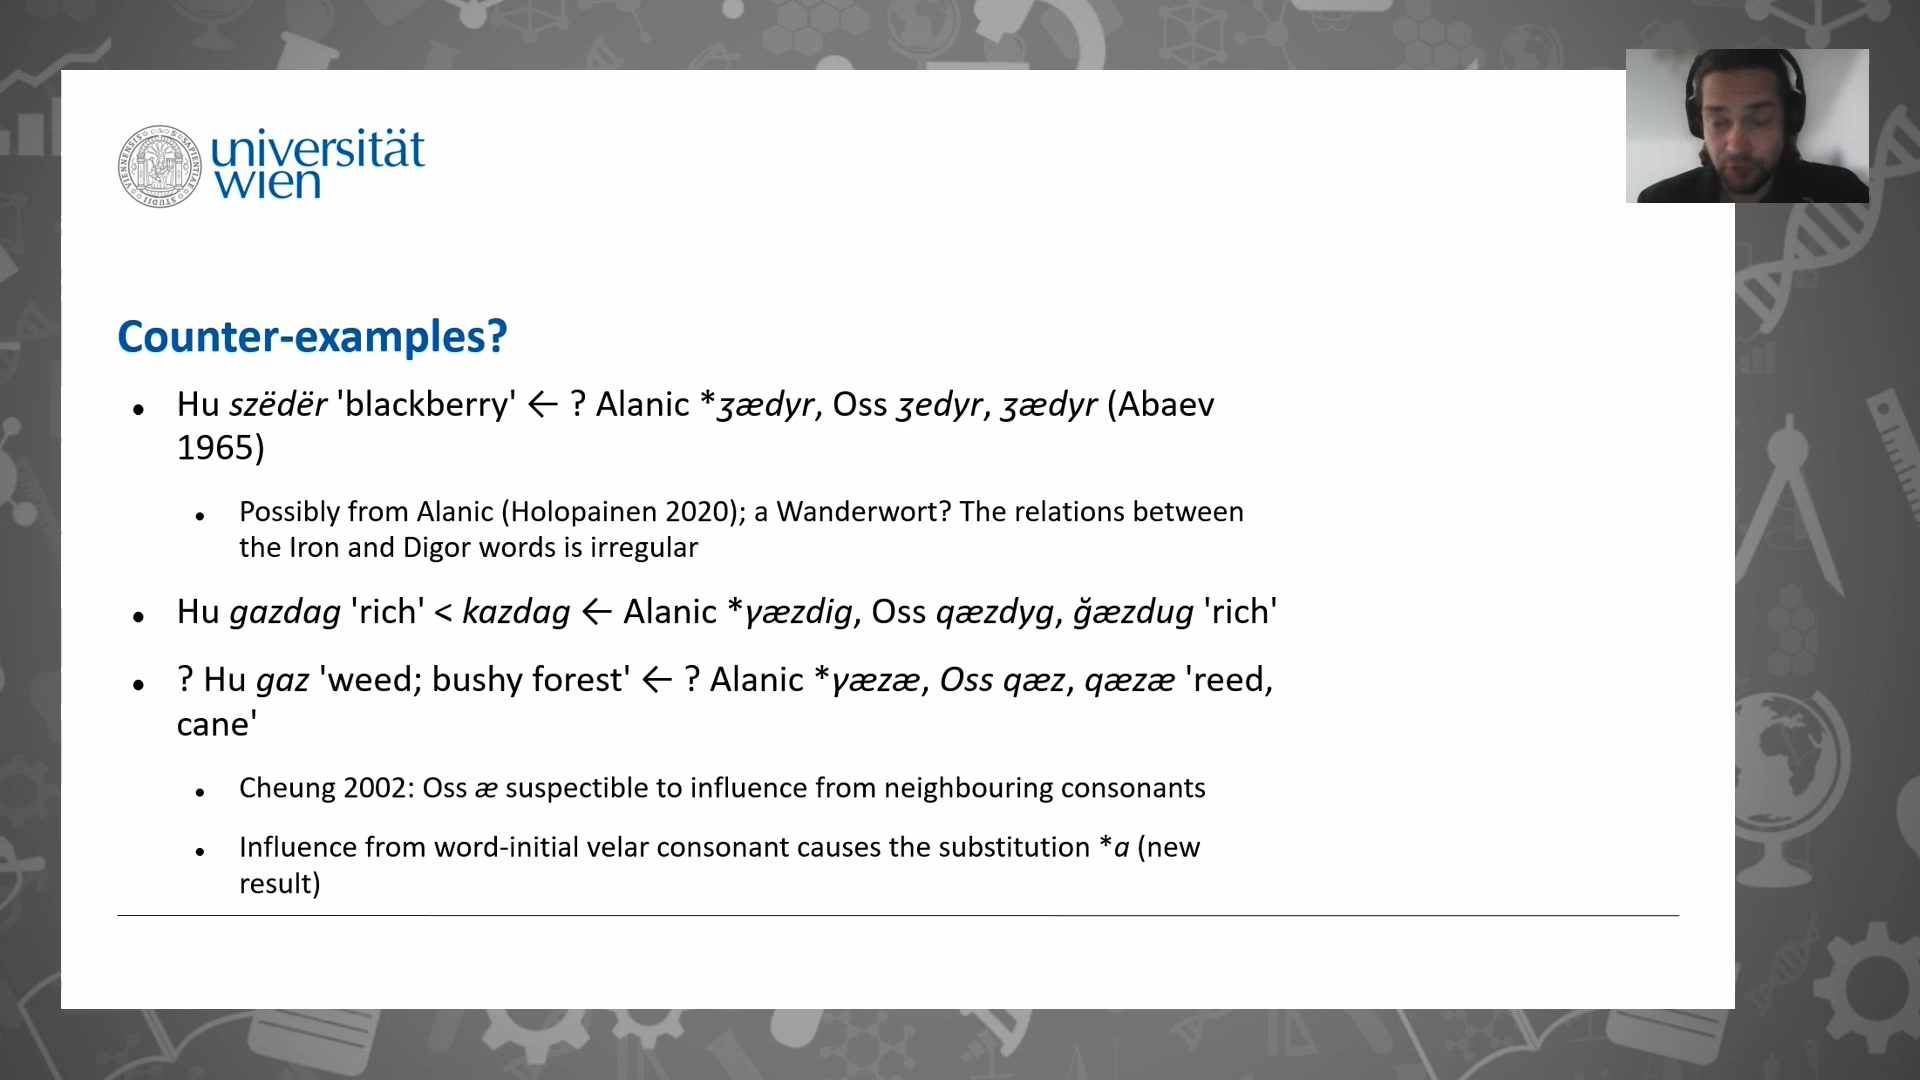 universität
wien
Counter-examples?
• Hu szëdër 'blackberry' ← ? Alanic *ʒædyr, Oss ʒedyr, ʒædyr (Abaev
1965)
• Possibly from Alanic (Holopainen 2020); a Wanderwort? The relations between
the Iron and Digor words is irregular
• Hu gazdag 'rich' < kazdag ← Alanic *γæzdig, Oss qæzdyg, ğæzdug 'rich'
• ? Hu gaz 'weed; bushy forest' ← ? Alanic *γæzæ, Oss qæz, qæzæ 'reed,
cane'
• Cheung 2002: Oss æ suspectible to influence from neighbouring consonants
• Influence from word-initial velar consonant causes the substitution *a (new
result)